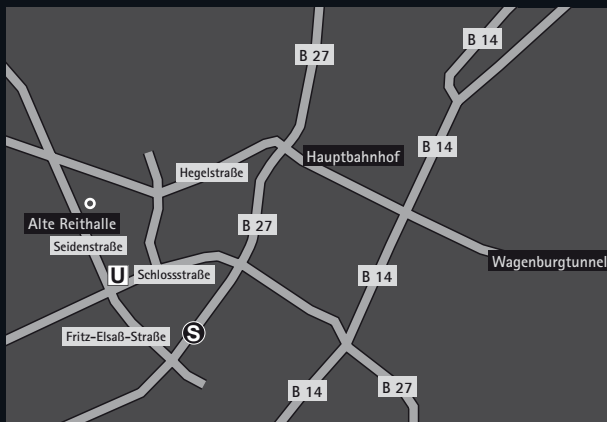 B 14
B 27
B 14
Hauptbahnhof
Hegelstraße
Alte Reithalle
B 27
Seidenstraße
Wagenburgtunnel
U
Schlossstraße
B 14
S
Fritz-Elsaß-Straße
B 14
B 27